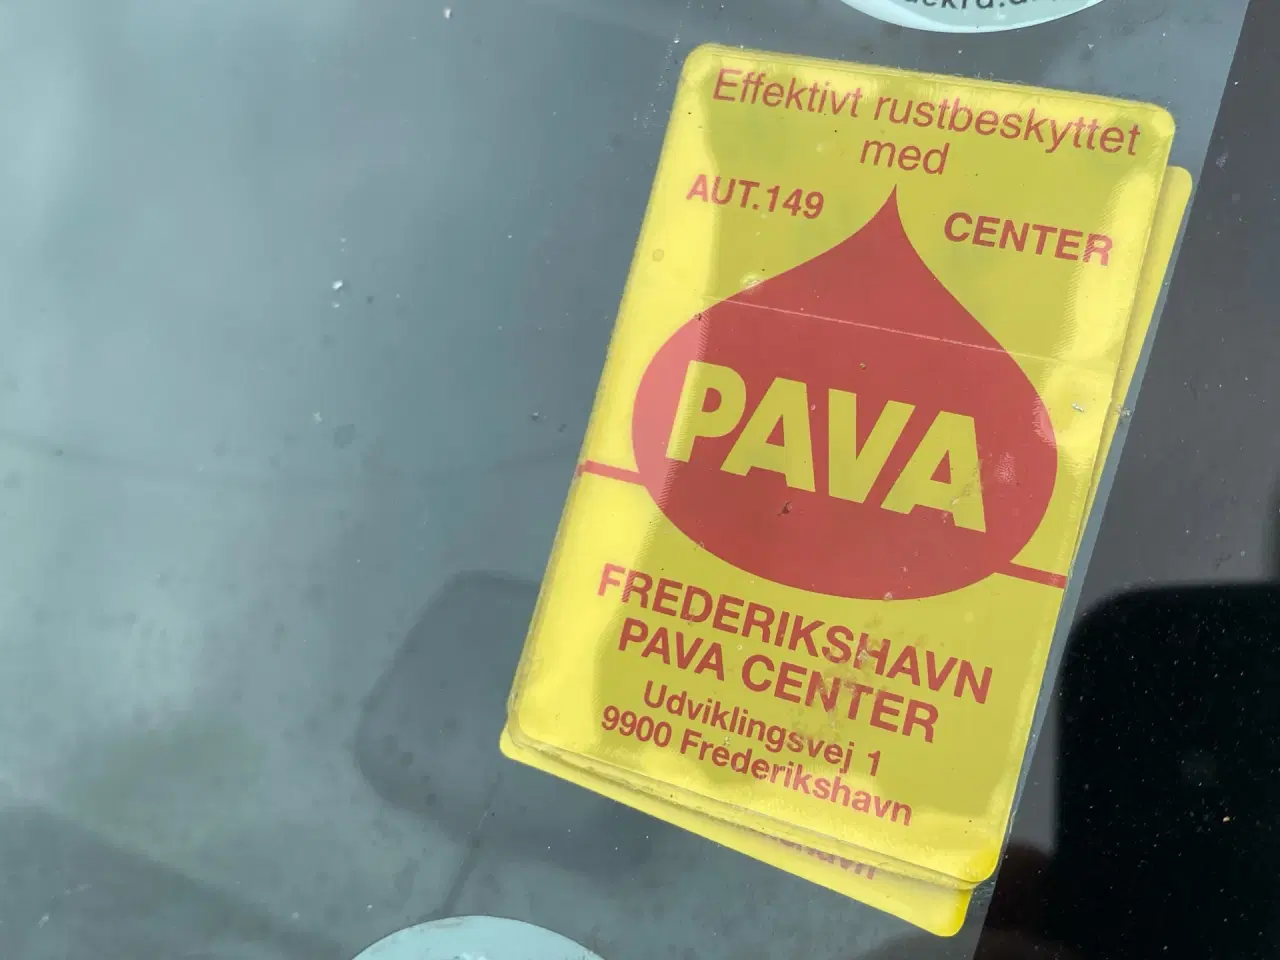 Effektivt rustbeskyttet
med
AUT.149 CENTER
PAVA
FREDERIKSHAVN
PAVA CENTER
Udviklingsvej 1
9900 Frederikshavn